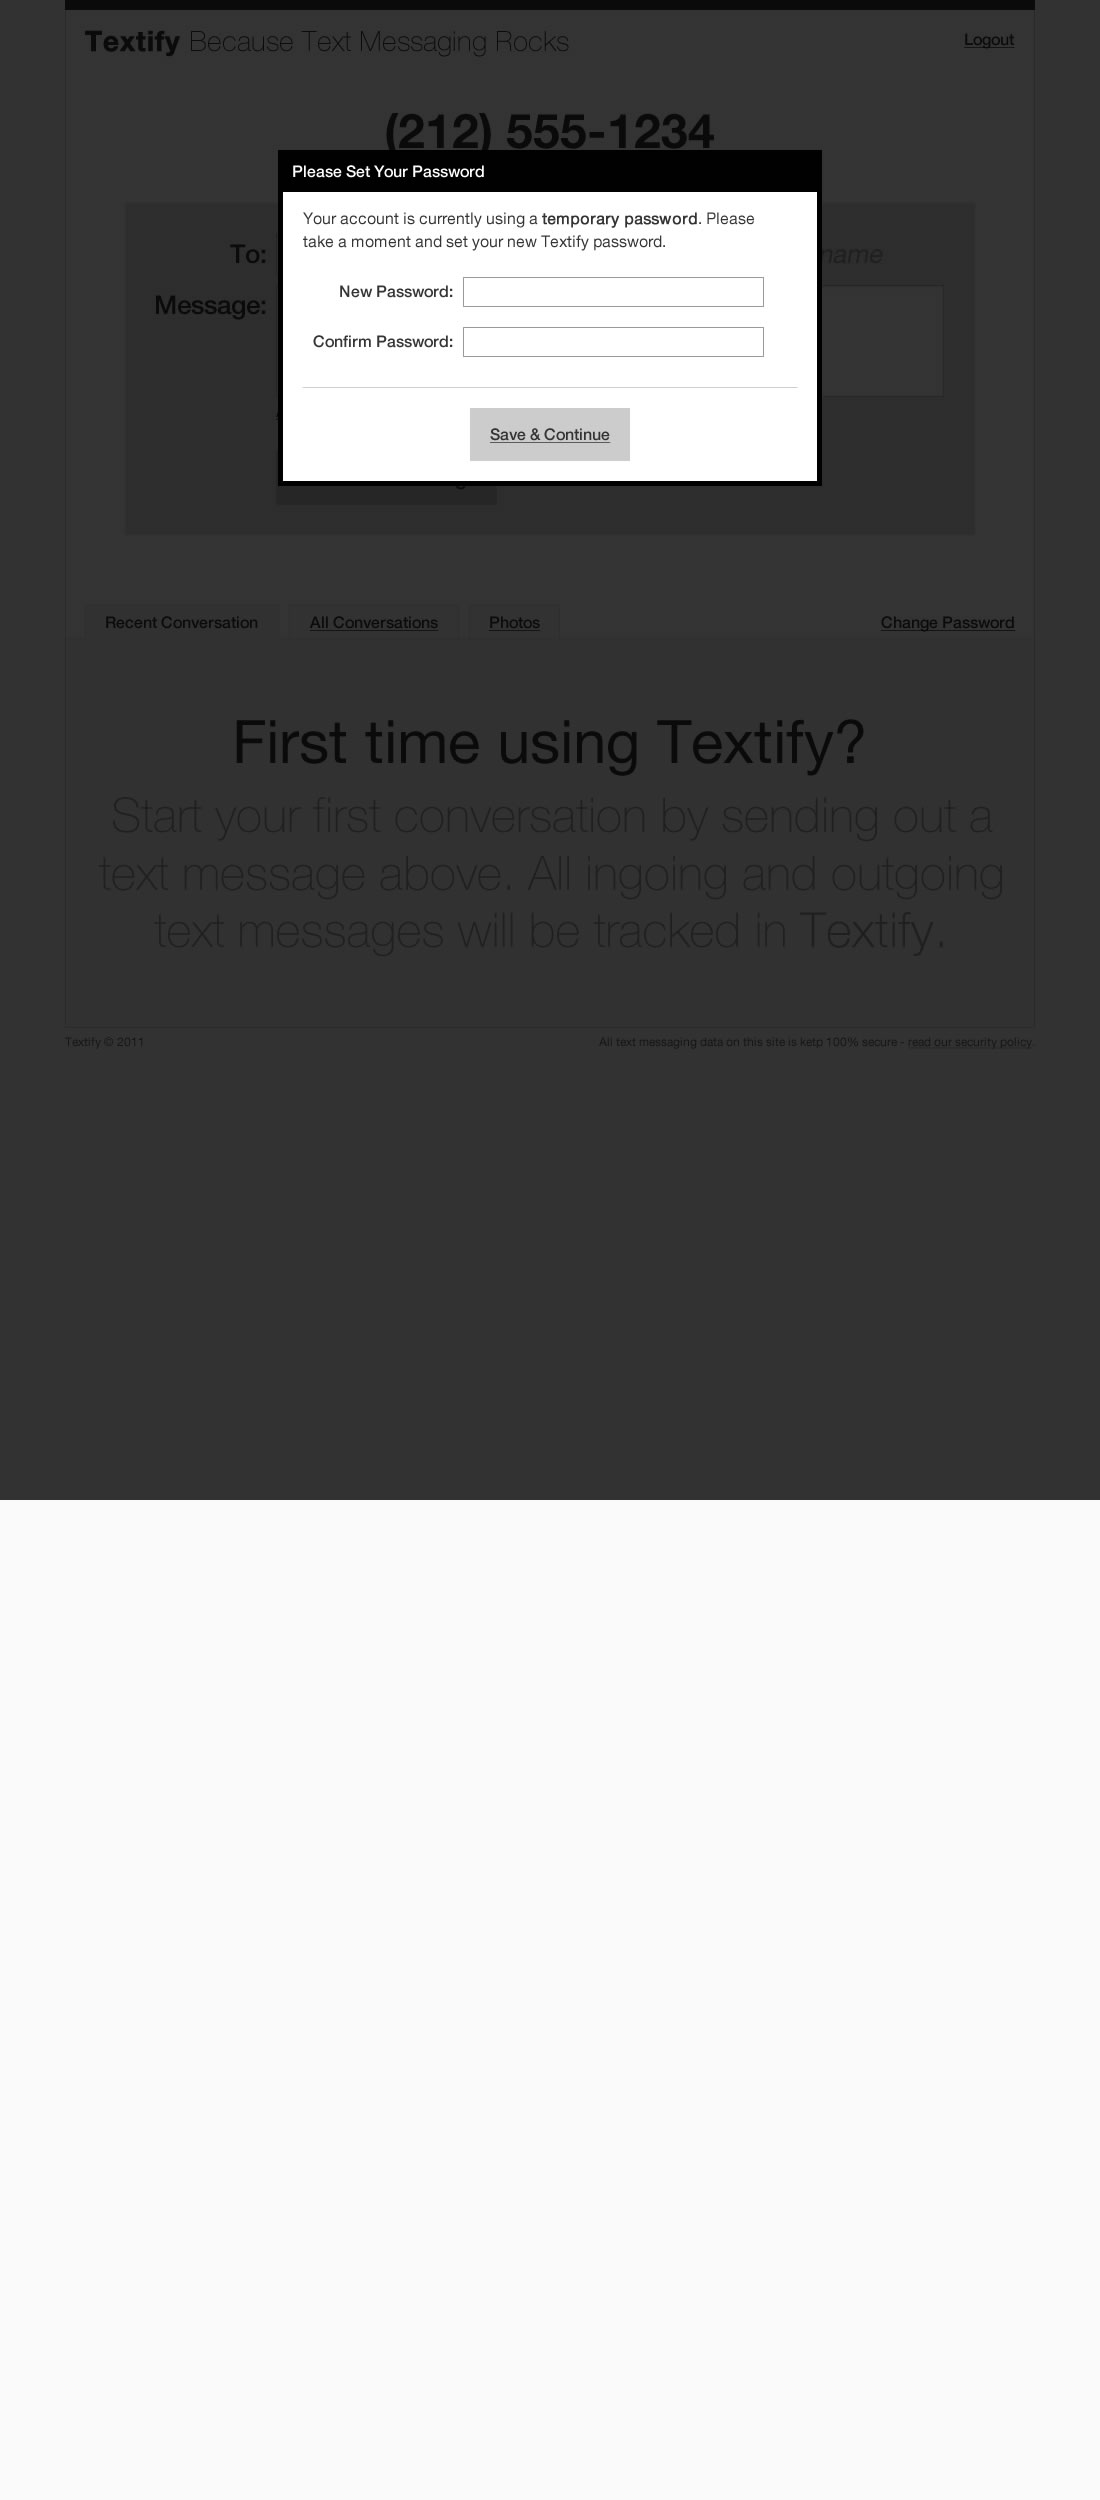 Textify Because Text Messaging Rocks
Logout
(212) 555-1234
Please Set Your Password
Your account is currently using a temporary password. Please
take a moment and set your new Textify password.
To:
name
New Password:
Message:
Confirm Password:
Save & Continue
Recent Conversation
All Conversations
Photos
Change Password
First time using Textify?
Start your first conversation by sending out a
text message above. All ingoing and outgoing
text messages will be tracked in Textify.
Textify © 2011
All text messaging data on this site is ketp 100% secure - read our security policy.